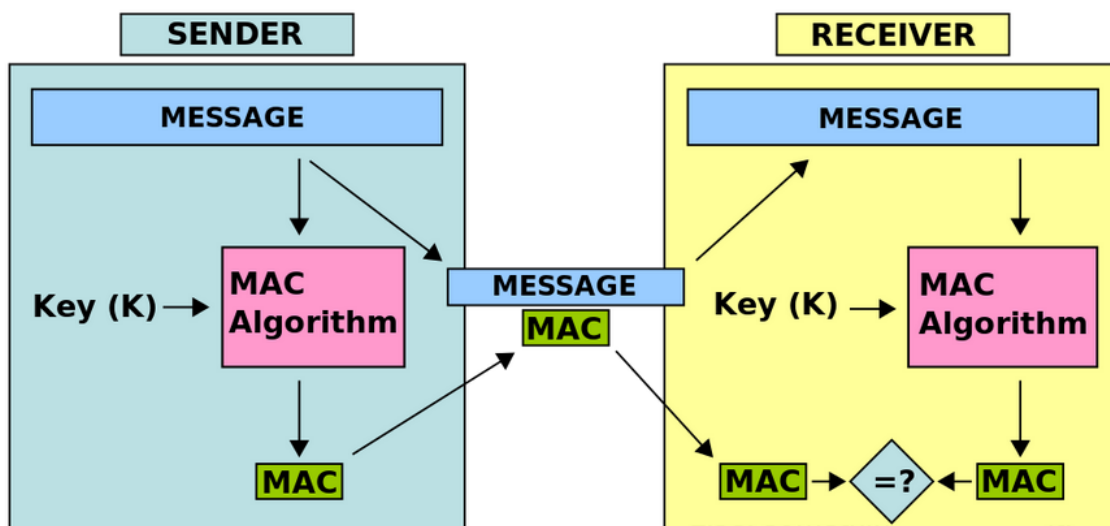 SENDER
RECEIVER
MESSAGE
MESSAGE
Key (K)
MAC
Algorithm
MESSAGE
MAC
Key (K)
MAC
Algorithm
MAC
MAC
=?
MAC